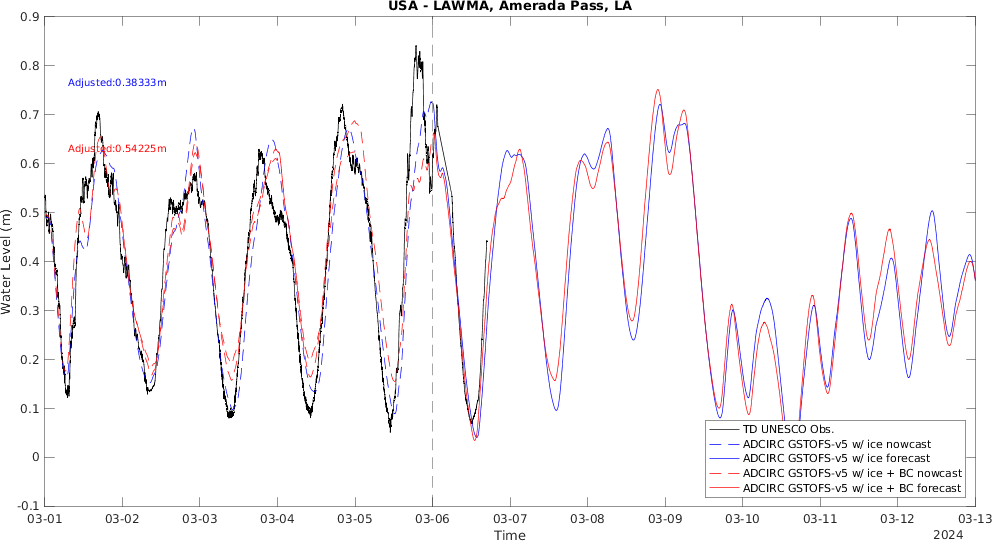 USA - LAWMA, Amerada Pass, LA
0.9
0.8
0.7
0.6
0.5
0.4
0.3
0.2
0.1
0
-0.1
Water Level (m)
Adjusted:0.38333m
Adjusted:0.54225m
TD UNESCO Obs.
ADCIRC GSTOFS-v5 w/ ice nowcast
ADCIRC GSTOFS-v5 w/ ice forecast
ADCIRC GSTOFS-v5 w/ ice + BC nowcast
ADCIRC GSTOFS-v5 w/ ice + BC forecast
03-01 03-02 03-03 03-04 03-05 03-06 03-07 03-08 03-09 03-10 03-11 03-12 03-13
Time
2024